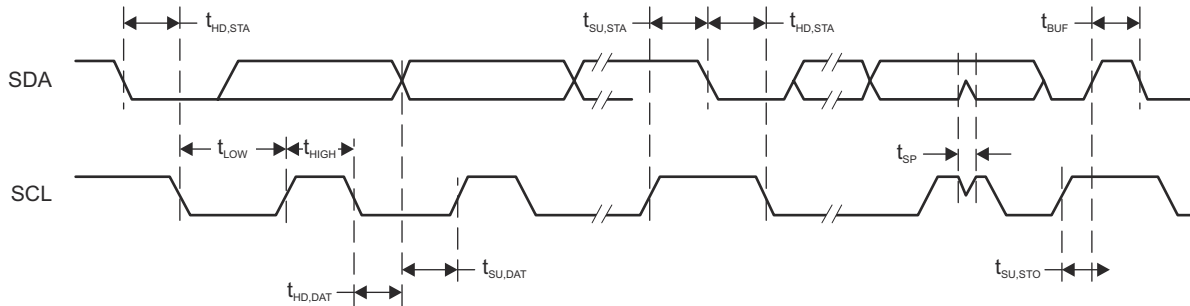 tHD,STA
tSU,STA
tHD,STA
tBUF
SDA
tLOW
tHIGH
tSP
SCL
tSU,DAT
tSU,STO
tHD,DAT